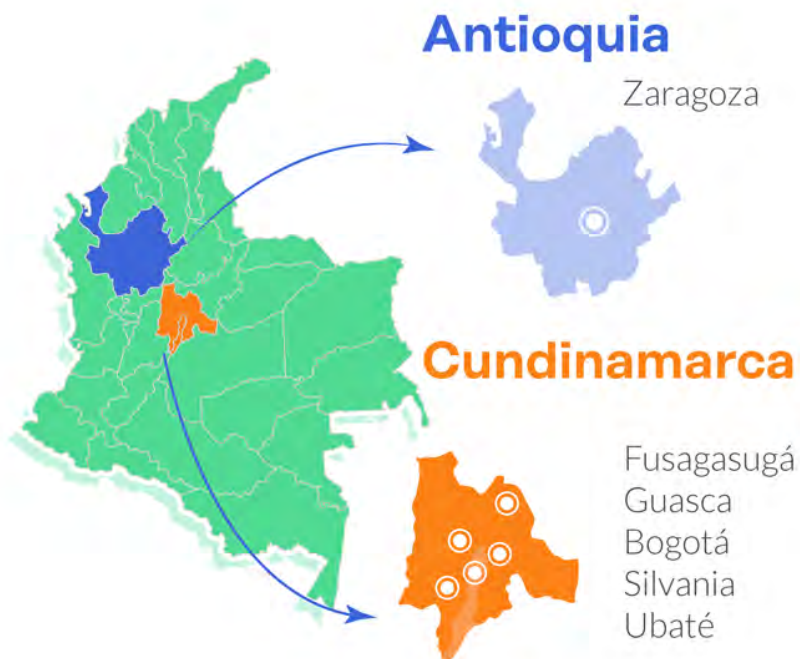 Antioquia
Zaragoza
Cundinamarca
Fusagasugá
Guasca
Bogotá
Silvania
Ubaté